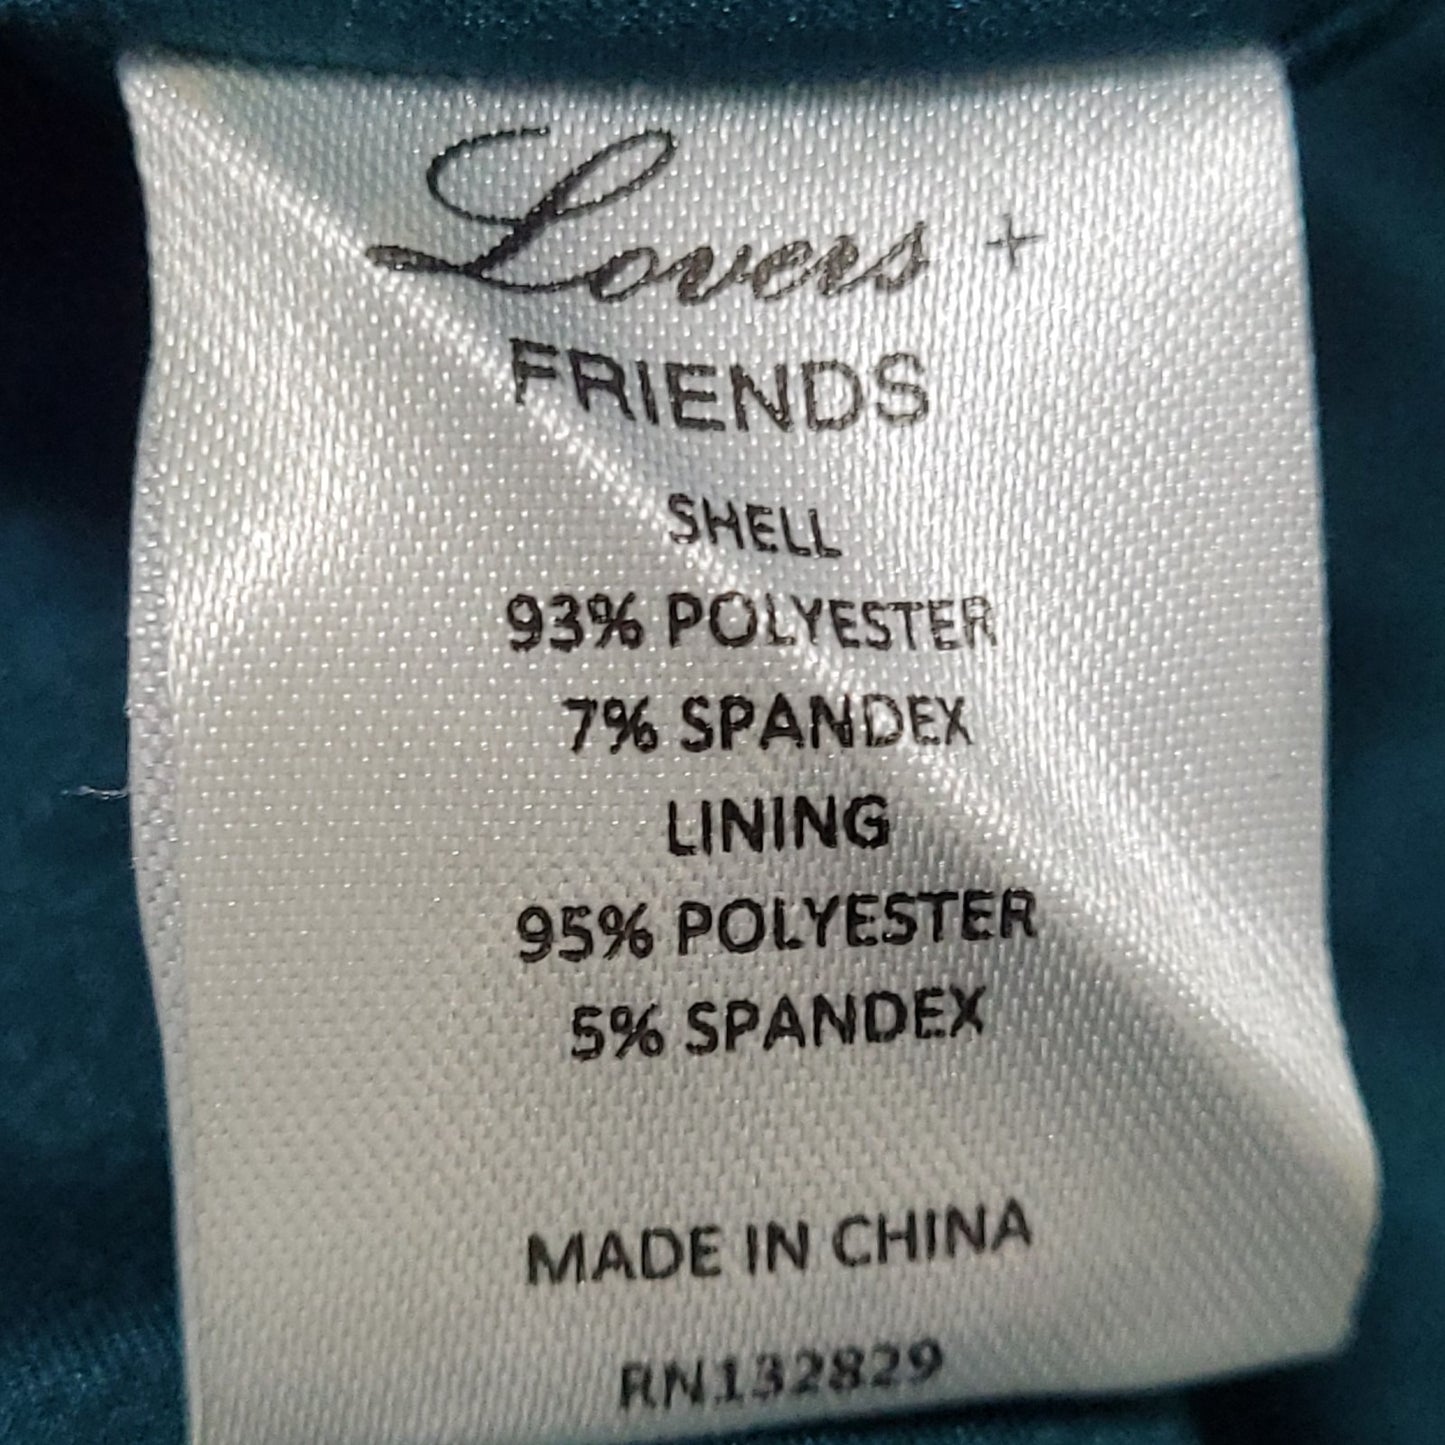 Lovers +
FRIENDS
SHELL
93% POLYESTER
7% SPANDEX
LINING
95% POLYESTER
5% SPANDEX
MADE IN CHINA
RN132829